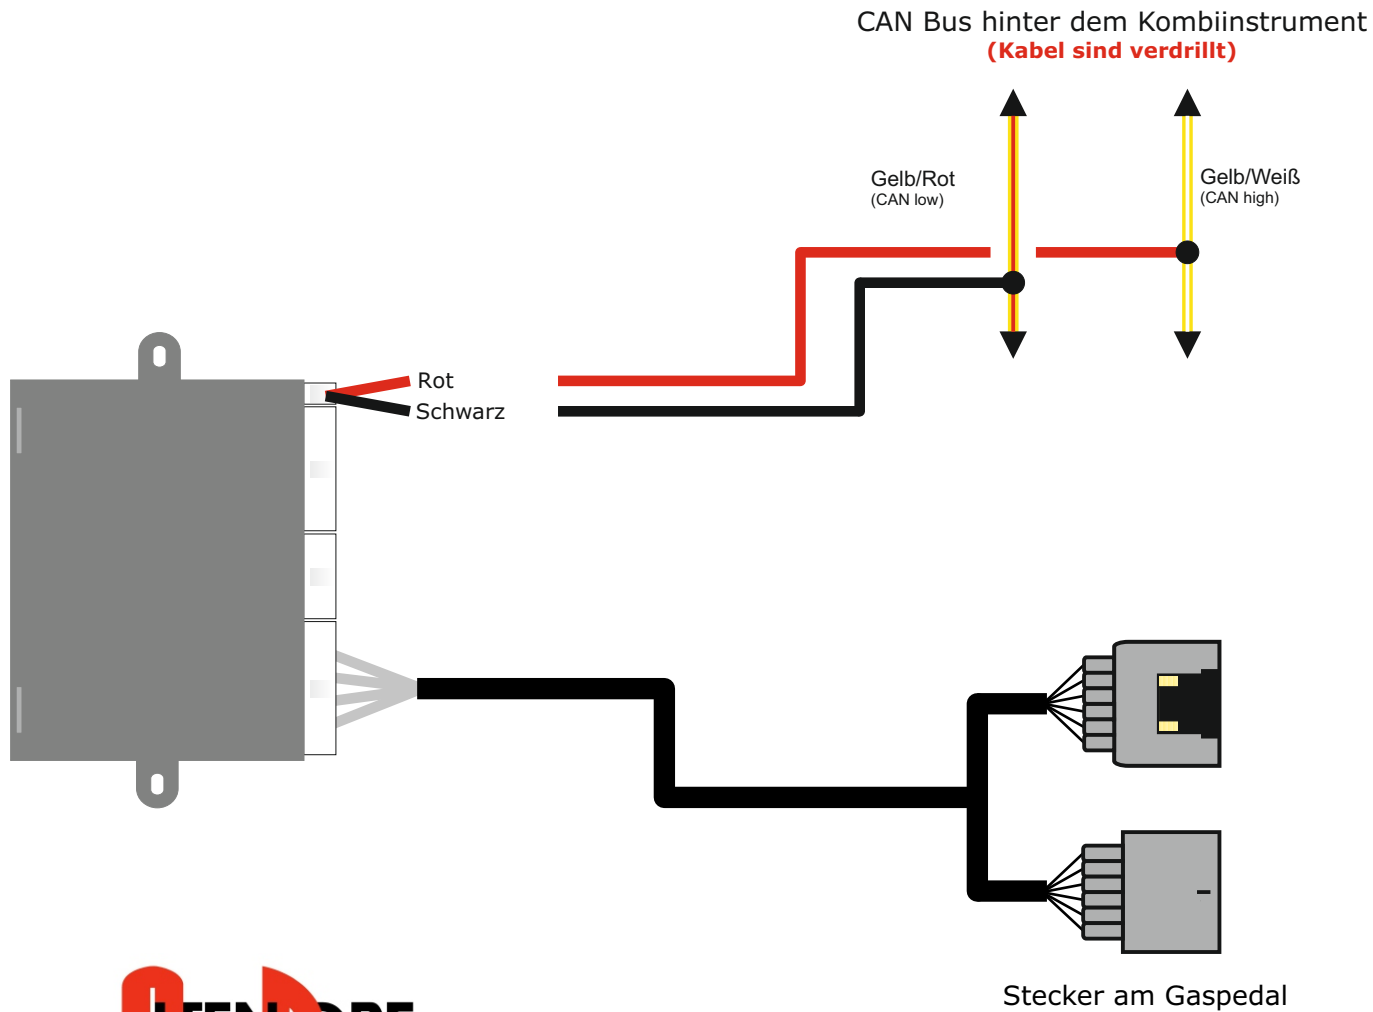 CAN Bus hinter dem Kombiinstrument
(Kabel sind verdrillt)
Gelb/Rot
(CAN low)
Gelb/Weiß
(CAN high)
Rot
Schwarz
Stecker am Gaspedal